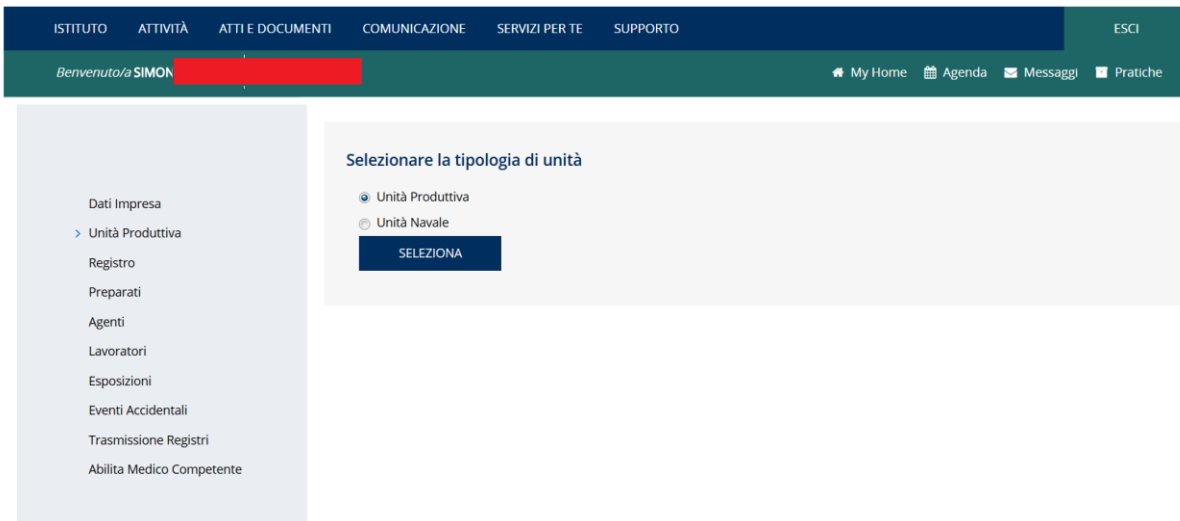 ISTITUTO ATTIVITÀ ATTI E DOCUMENTI COMUNICAZIONE SERVIZI PER TE SUPPORTO ESCI
Benvenuto/a SIMON My Home Agenda Messaggi Pratiche
Selezionare la tipologia di unità
Unità Produttiva
Unità Navale
SELEZIONA
Dati Impresa
Unità Produttiva
Registro
Preparati
Agenti
Lavoratori
Esposizioni
Eventi Accidentali
Trasmissione Registri
Abilita Medico Competente